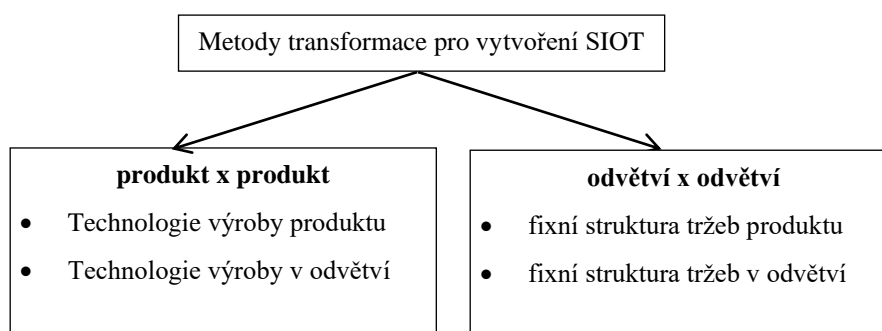 Metody transformace pro vytvoření SIOT
produkt x produkt
• Technologie výroby produktu
• Technologie výroby v odvětví
odvětví x odvětví
• fixní struktura tržeb produktu
• fixní struktura tržeb v odvětví